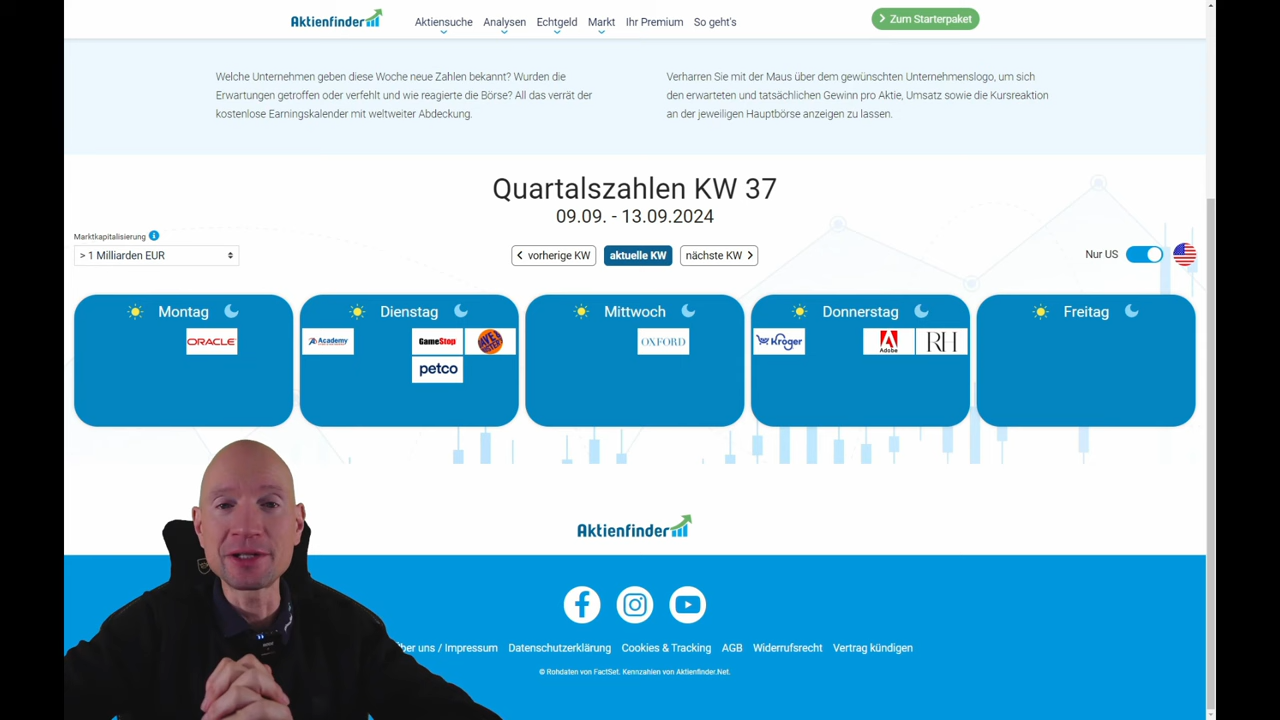 Aktienfinder
Aktiensuche
Analysen
Echtgeld
Markt
Ihr Premium
So geht's
Zum Starterpaket
Welche Unternehmen geben diese Woche neue Zahlen bekannt? Wurden die
Erwartungen getroffen oder verfehlt und wie reagierte die Börse? All das verrät der
kostenlose Earningskalender mit weltweiter Abdeckung.
Verharren Sie mit der Maus über dem gewünschten Unternehmenslogo, um sich
den erwarteten und tatsächlichen Gewinn pro Aktie, Umsatz sowie die Kursreaktion
an der jeweiligen Hauptbörse anzeigen zu lassen.
Quartalszahlen KW 37
09.09. - 13.09.2024
Marktkapitalisierung
> 1 Milliarden EUR
vorherige KW
aktuelle KW
nächste KW
Nur US
Montag
ORACLE
Dienstag
Academy
GameStop
petco
Mittwoch
OXFORD
Donnerstag
Kroger
Adobe
RH
Freitag
Aktienfinder
ber uns / Impressum
Datenschutzerklärung
Cookies & Tracking
AGB
Widerrufsrecht
Vertrag kündigen
© Rohdaten von FactSet. Kennzahlen von Aktienfinder.Net.